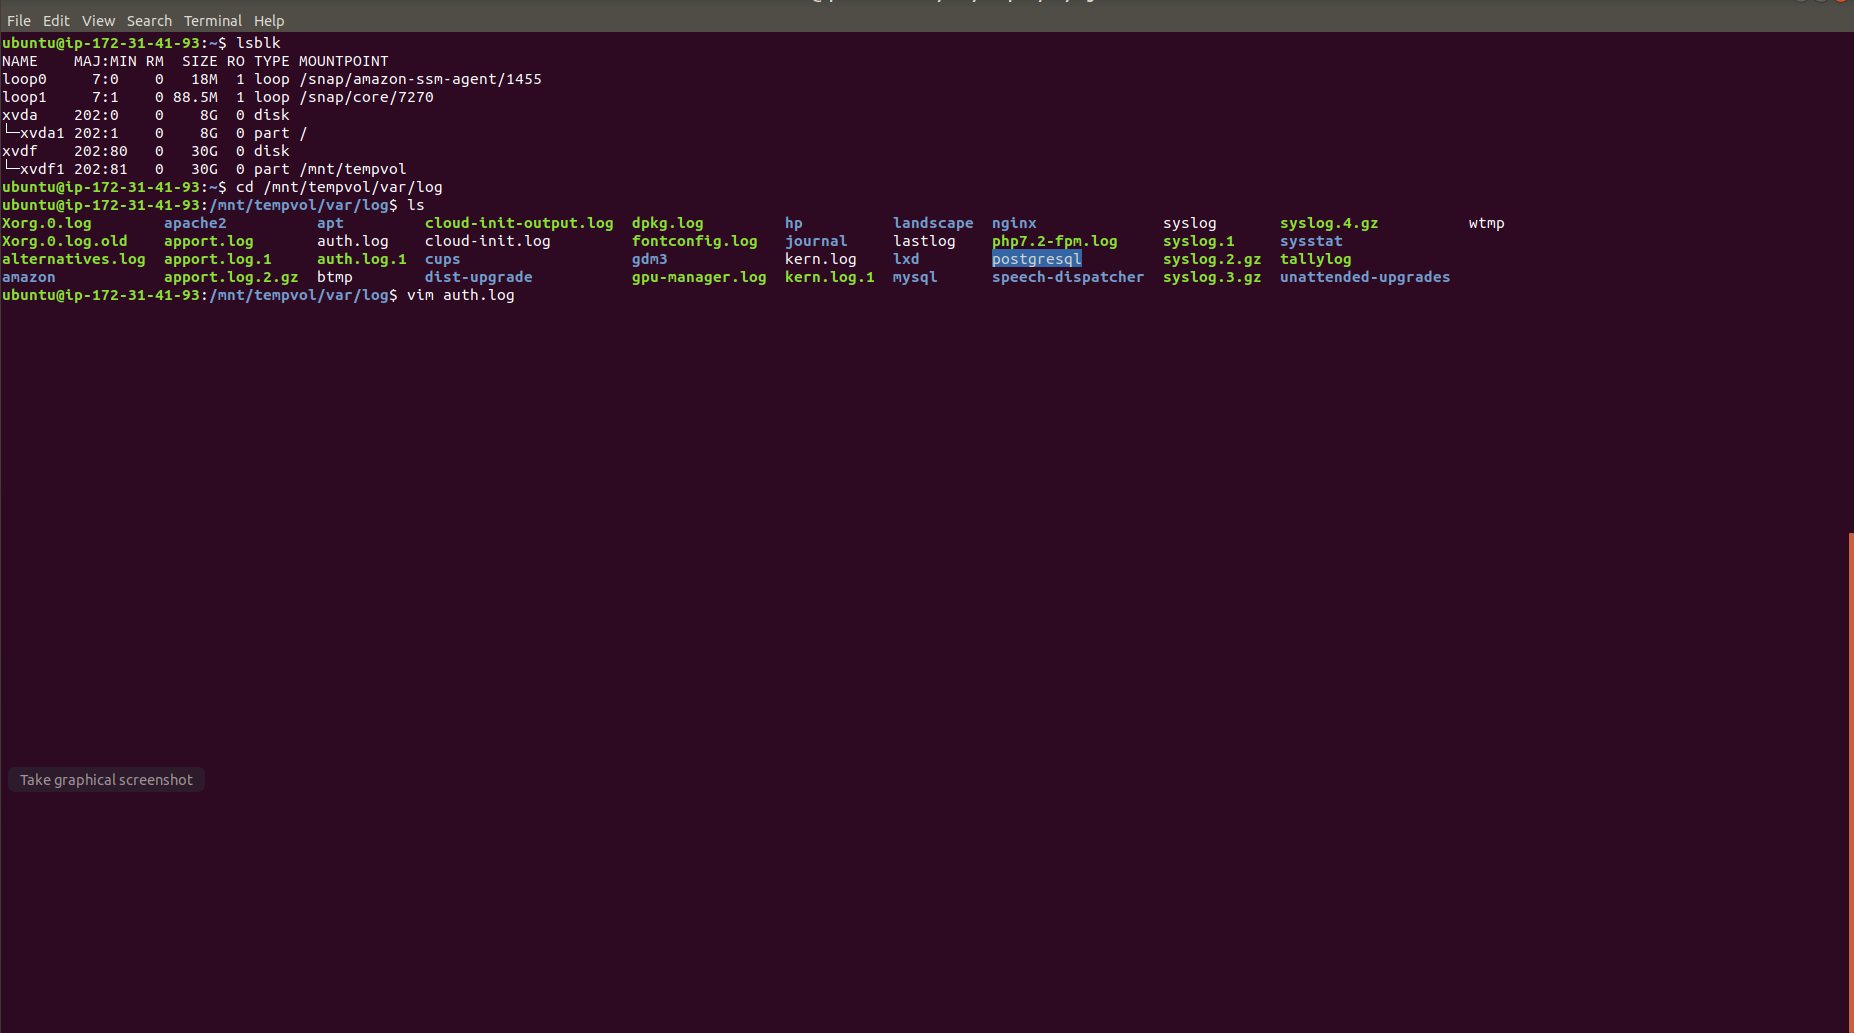 File Edit View Search Terminal Help
ubuntu@ip-172-31-41-93:~$ lsblk
NAME    MAJ:MIN RM  SIZE RO TYPE MOUNTPOINT
loop0     7:0    0   18M  1 loop /snap/amazon-ssm-agent/1455
loop1     7:1    0 88.5M  1 loop /snap/core/7270
xvda    202:0    0    8G  0 disk
└─xvda1 202:1    0    8G  0 part /
xvdf    202:80   0   30G  0 disk
└─xvdf1 202:81   0   30G  0 part /mnt/tempvol
ubuntu@ip-172-31-41-93:~$ cd /mnt/tempvol/var/log
ubuntu@ip-172-31-41-93:/mnt/tempvol/var/log$ ls
Xorg.0.log        apache2          apt         cloud-init-output.log  dpkg.log         hp          landscape  nginx              syslog       syslog.4.gz          wtmp
Xorg.0.log.old    apport.log       auth.log    cloud-init.log         fontconfig.log   journal     lastlog    php7.2-fpm.log     syslog.1     sysstat
alternatives.log  apport.log.1     auth.log.1  cups                   gdm3             kern.log    lxd        postgresql         syslog.2.gz  tallylog
amazon            apport.log.2.gz  btmp        dist-upgrade           gpu-manager.log  kern.log.1  mysql      speech-dispatcher  syslog.3.gz  unattended-upgrades
ubuntu@ip-172-31-41-93:/mnt/tempvol/var/log$ vim auth.log
Take graphical screenshot